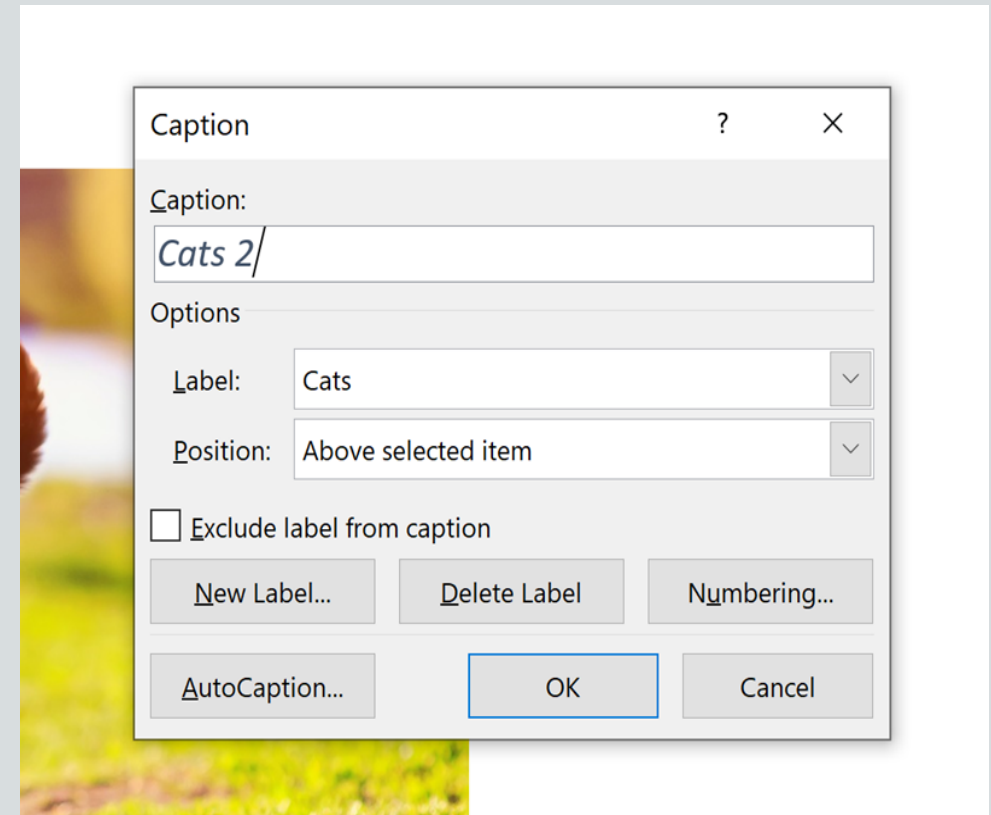 Caption ?
Caption:
Cats 2
Options
Label: Cats
Position: Above selected item
Exclude label from caption
New Label... Delete Label Numbering...
AutoCaption... OK Cancel